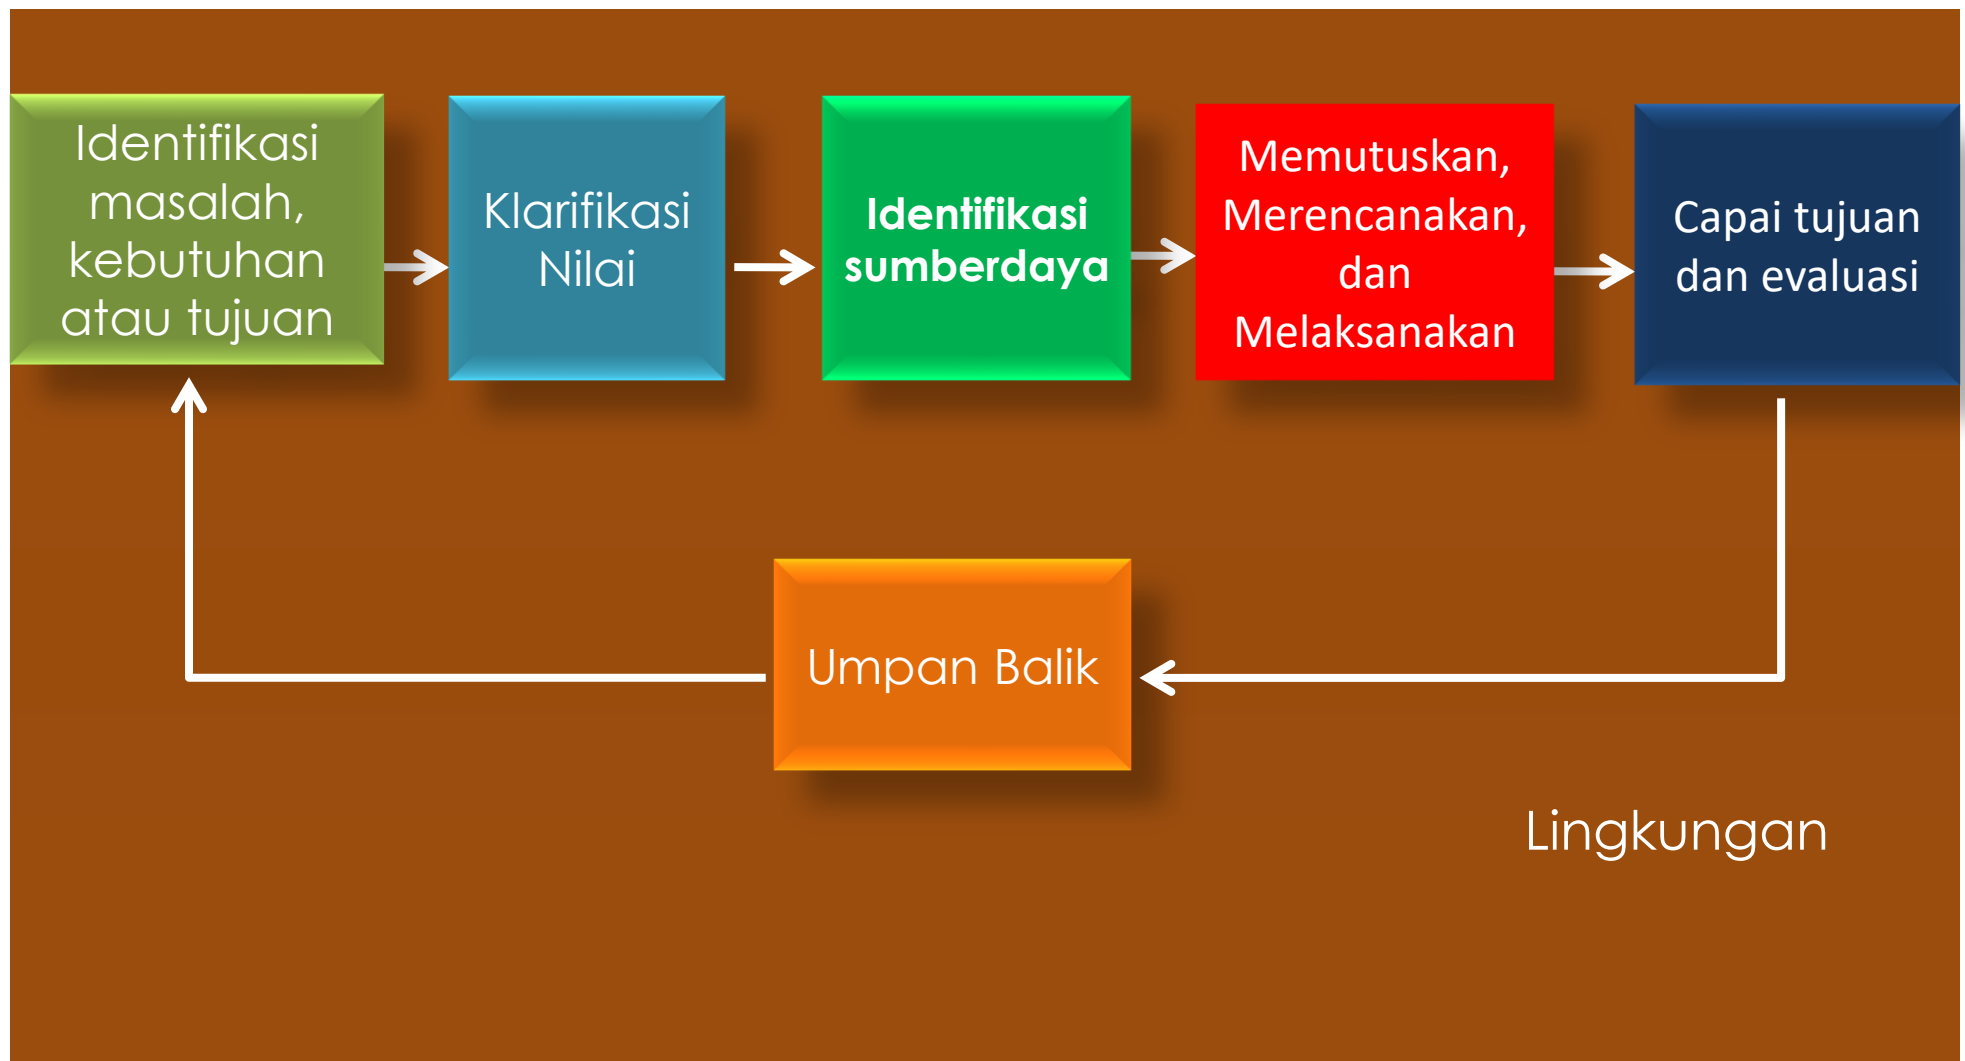 Identifikasi
masalah,
kebutuhan
atau tujuan
Klarifikasi
Nilai
Identifikasi
sumberdaya
Memutuskan,
Merencanakan,
dan
Melaksanakan
Capai tujuan
dan evaluasi
Umpan Balik
Lingkungan